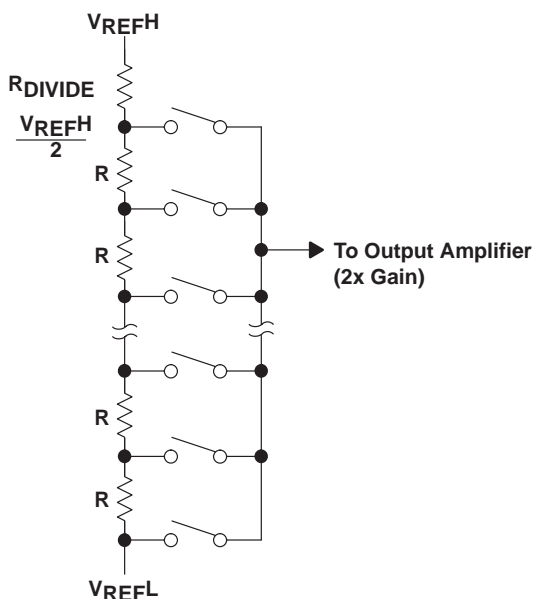 VREFH
RDIVIDE
VREFH
2
R
R
To Output Amplifier
(2x Gain)
R
R
VREFL